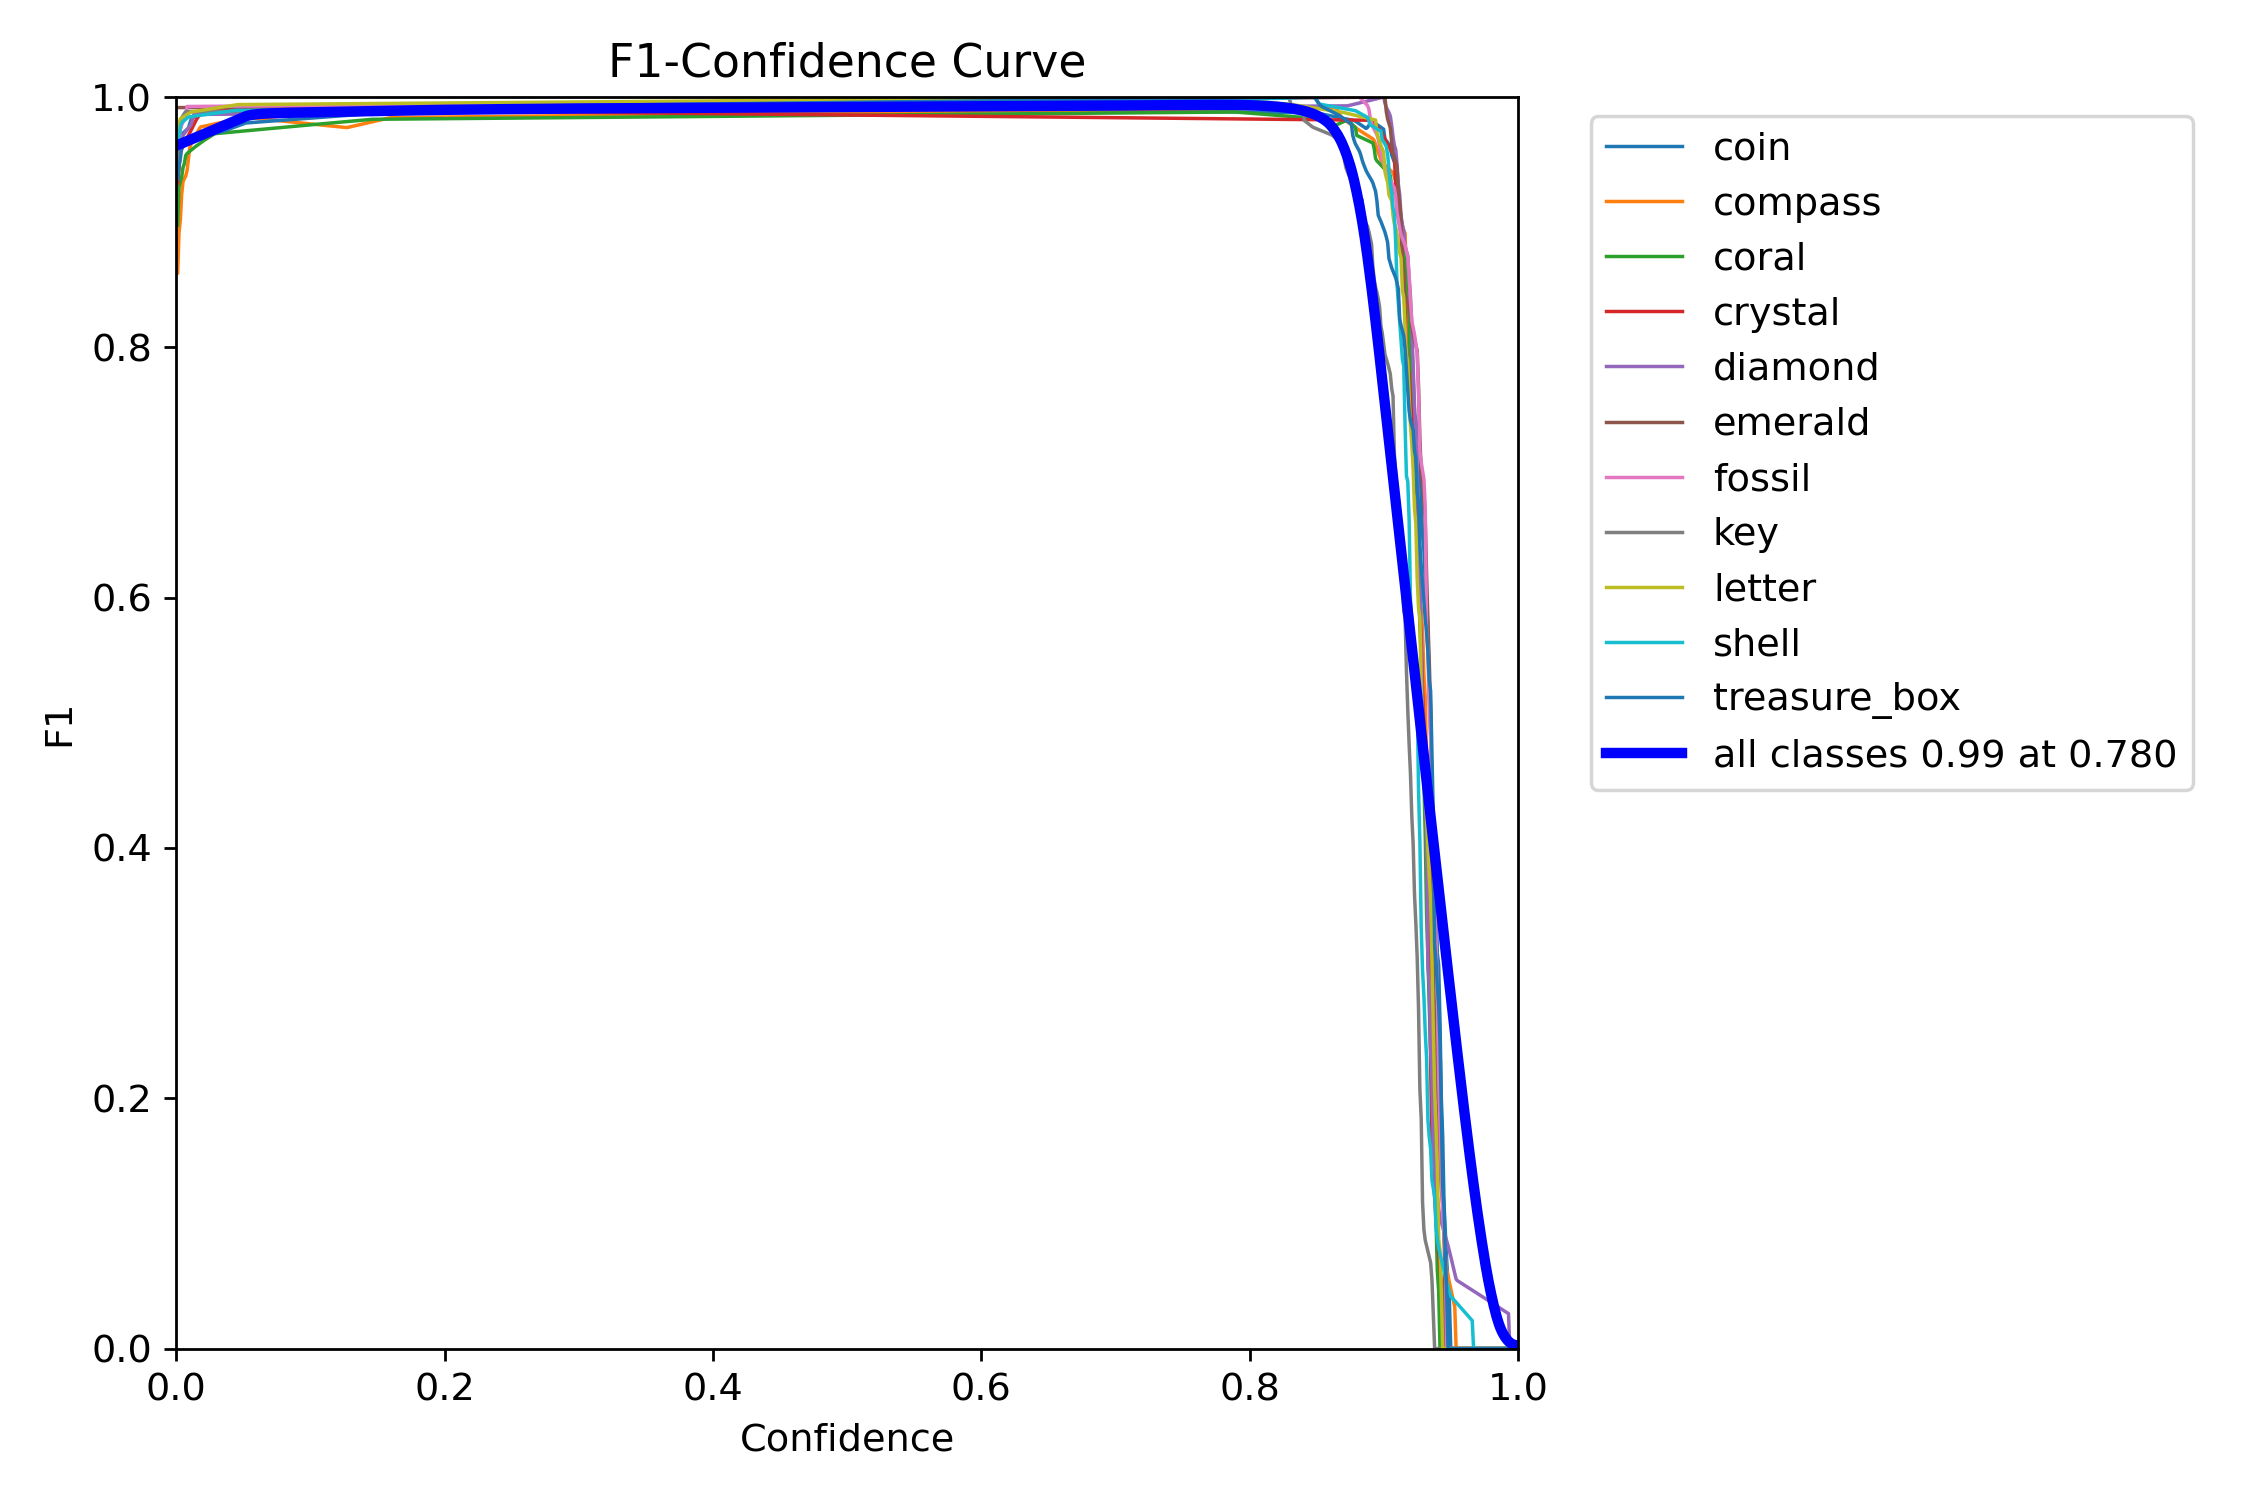 F1-Confidence Curve
1.0
0.8
0.6
0.4
0.2
0.0
F1
0.0 0.2 0.4 0.6 0.8 1.0
Confidence
coin
compass
coral
crystal
diamond
emerald
fossil
key
letter
shell
treasure_box
all classes 0.99 at 0.780